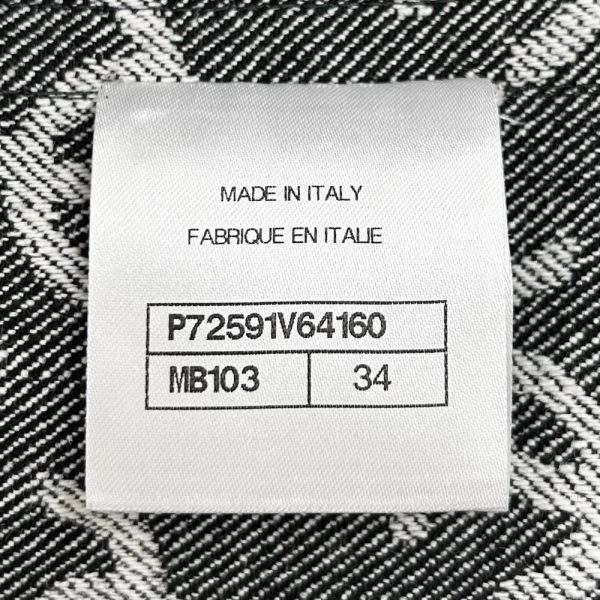 MADE IN ITALY
FABRIQUE EN ITALIE
P72591V64160
MB103 34